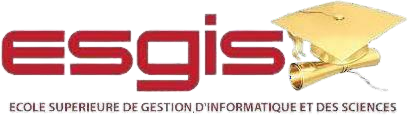 esgis
ECOLE SUPERIEURE DE GESTION,D'INFORMATIQUE ET DES SCIENCES